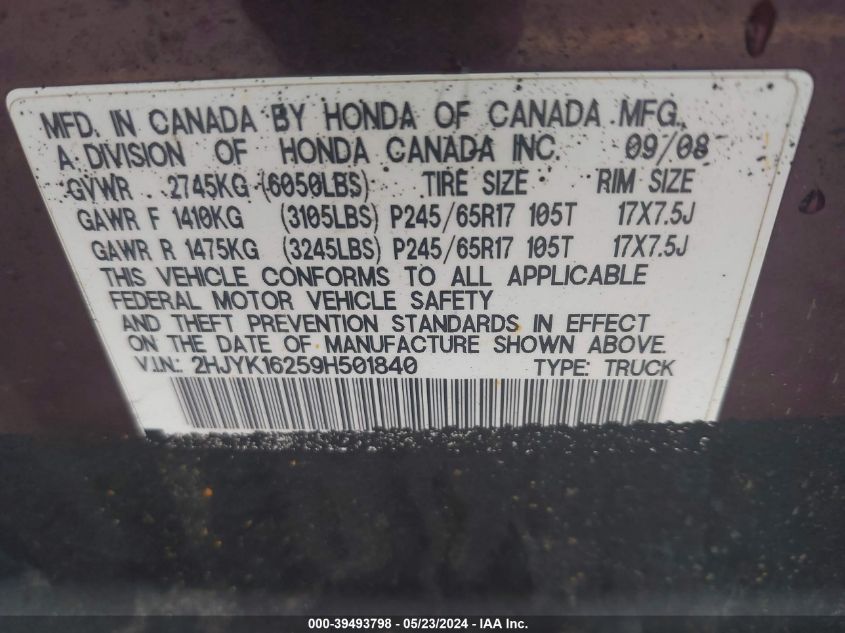 MFD. IN CANADA BY HONDA OF CANADA MFG.,
A DIVISION OF HONDA CANADA INC. 09/08
GVWR 2745KG (6050LBS) TIRE SIZE RIM SIZE
GAWR F 1410KG (3105LBS) P245/65R17 105T 17X7.5J
GAWR R 1475KG (3245LBS) P245/65R17 105T 17X7.5J
THIS VEHICLE CONFORMS TO ALL APPLICABLE
FEDERAL MOTOR VEHICLE SAFETY
AND THEFT PREVENTION STANDARDS IN EFFECT
ON THE DATE OF MANUFACTURE SHOWN ABOVE.
V.I.N.: 2HJYK16259H501840 TYPE: TRUCK
000-39493798 - 05/23/2024 - IAA Inc.